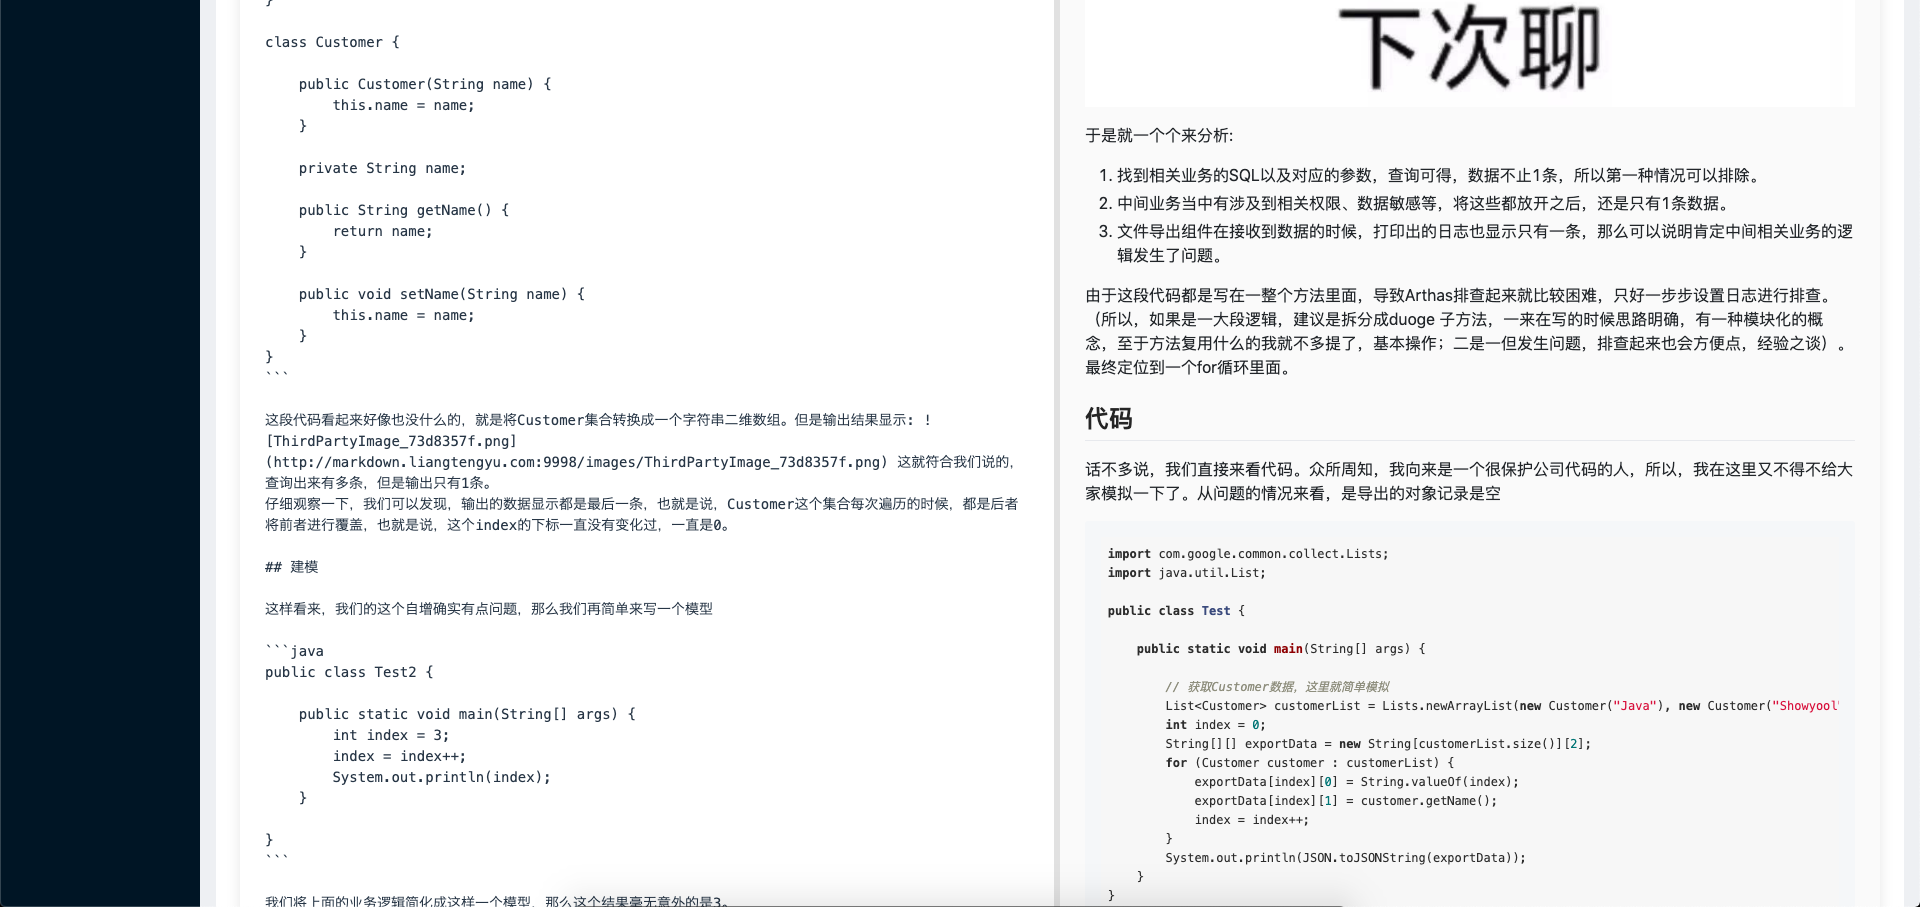 }
class Customer {
    public Customer(String name) {
        this.name = name;
    }
    private String name;
    public String getName() {
        return name;
    }
    public void setName(String name) {
        this.name = name;
    }
}
```
这段代码看起来好像也没什么的，就是将Customer集合转换成一个字符串二维数组。但是输出结果显示: !
[ThirdPartyImage_73d8357f.png]
(http://markdown.liangtengyu.com:9998/images/ThirdPartyImage_73d8357f.png) 这就符合我们说的，
查询出来有多条，但是输出只有1条。
仔细观察一下，我们可以发现，输出的数据显示都是最后一条，也就是说，Customer这个集合每次遍历的时候，都是后者
将前者进行覆盖，也就是说，这个index的下标一直没有变化过，一直是0。
## 建模
这样看来，我们的这个自增确实有点问题，那么我们再简单来写一个模型
```java
public class Test2 {
    public static void main(String[] args) {
        int index = 3;
        index = index++;
        System.out.println(index);
    }
}
```
我们将上面的业务逻辑简化成这样一个模型，那么这个结果毫无意外的是3。
下次聊
于是就一个个来分析:
1. 找到相关业务的SQL以及对应的参数，查询可得，数据不止1条，所以第一种情况可以排除。
2. 中间业务当中有涉及到相关权限、数据敏感等，将这些都放开之后，还是只有1条数据。
3. 文件导出组件在接收到数据的时候，打印出的日志也显示只有一条，那么可以说明肯定中间相关业务的逻
辑发生了问题。
由于这段代码都是写在一整个方法里面，导致Arthas排查起来就比较困难，只好一步步设置日志进行排查。
（所以，如果是一大段逻辑，建议是拆分成duoge 子方法，一来在写的时候思路明确，有一种模块化的概
念，至于方法复用什么的我就不多提了，基本操作；二是一但发生问题，排查起来也会方便点，经验之谈）。
最终定位到一个for循环里面。
代码
话不多说，我们直接来看代码。众所周知，我向来是一个很保护公司代码的人，所以，我在这里又不得不给大
家模拟一下了。从问题的情况来看，是导出的对象记录是空
import com.google.common.collect.Lists;
import java.util.List;
public class Test {
    public static void main(String[] args) {
        // 获取Customer数据，这里就简单模拟
        List<Customer> customerList = Lists.newArrayList(new Customer("Java"), new Customer("Showyool"
        int index = 0;
        String[][] exportData = new String[customerList.size()][2];
        for (Customer customer : customerList) {
            exportData[index][0] = String.valueOf(index);
            exportData[index][1] = customer.getName();
            index = index++;
        }
        System.out.println(JSON.toJSONString(exportData));
    }
}